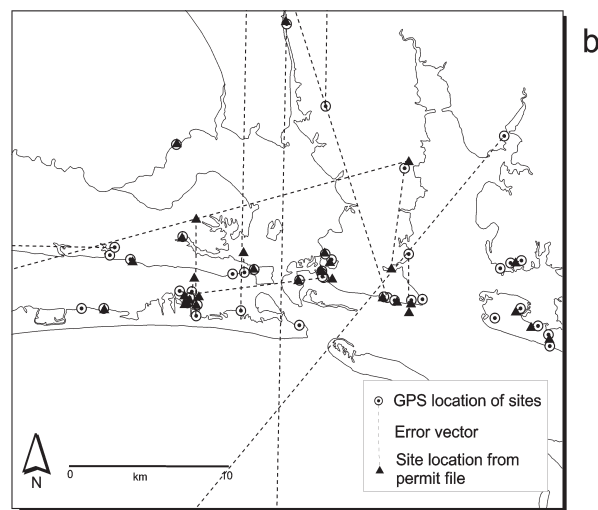 b
GPS location of sites
Error vector
Site location from
permit file
N
0 km 10